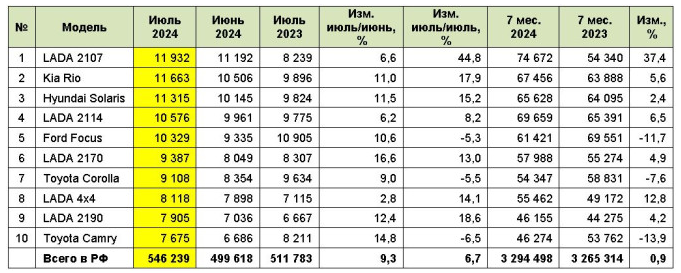 № Модель Июль 2024 Июнь 2024 Июль 2023 Изм. июль/июнь, % Изм. июль/июль, % 7 мес. 2024 7 мес. 2023 Изм., %
1 LADA 2107 11 932 11 192 8 239 6,6 44,8 74 672 54 340 37,4
2 Kia Rio 11 663 10 506 9 896 11,0 17,9 67 456 63 888 5,6
3 Hyundai Solaris 11 315 10 145 9 824 11,5 15,2 65 628 64 095 2,4
4 LADA 2114 10 576 9 961 9 775 6,2 8,2 69 659 65 391 6,5
5 Ford Focus 10 329 9 335 10 905 10,6 -5,3 61 421 69 551 -11,7
6 LADA 2170 9 387 8 049 8 307 16,6 13,0 57 988 55 274 4,9
7 Toyota Corolla 9 108 8 354 9 634 9,0 -5,5 54 347 58 831 -7,6
8 LADA 4x4 8 118 7 898 7 115 2,8 14,1 55 462 49 172 12,8
9 LADA 2190 7 905 7 036 6 667 12,4 18,6 46 155 44 275 4,2
10 Toyota Camry 7 675 6 686 8 211 14,8 -6,5 46 274 53 762 -13,9
Всего в РФ 546 239 499 618 511 783 9,3 6,7 3 294 498 3 265 314 0,9